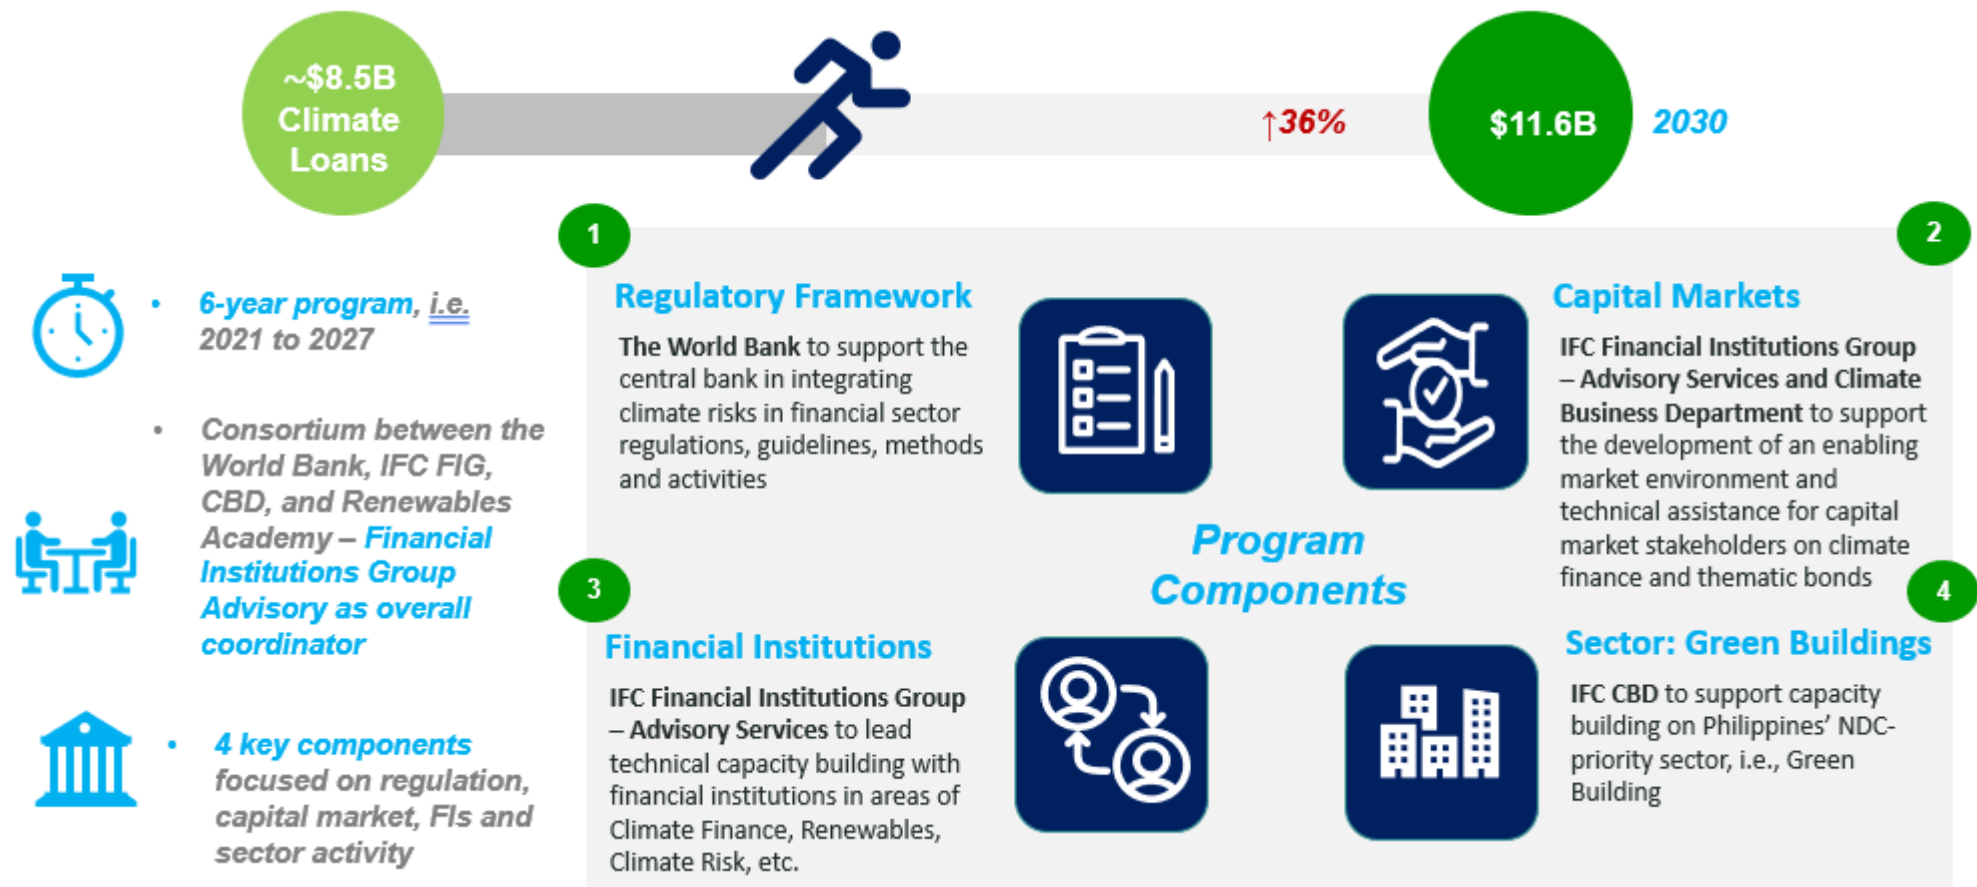 ~$8.5B
Climate
Loans
↑36%
$11.6B
2030
• 6-year program, i.e.
2021 to 2027
• Consortium between the
World Bank, IFC FIG,
CBD, and Renewables
Academy – Financial
Institutions Group
Advisory as overall
coordinator
• 4 key components
focused on regulation,
capital market, FIs and
sector activity
1
Regulatory Framework
The World Bank to support the
central bank in integrating
climate risks in financial sector
regulations, guidelines, methods
and activities
2
Capital Markets
IFC Financial Institutions Group
– Advisory Services and Climate
Business Department to support
the development of an enabling
market environment and
technical assistance for capital
market stakeholders on climate
finance and thematic bonds
Program
Components
3
Financial Institutions
IFC Financial Institutions Group
– Advisory Services to lead
technical capacity building with
financial institutions in areas of
Climate Finance, Renewables,
Climate Risk, etc.
4
Sector: Green Buildings
IFC CBD to support capacity
building on Philippines’ NDC-
priority sector, i.e., Green
Building